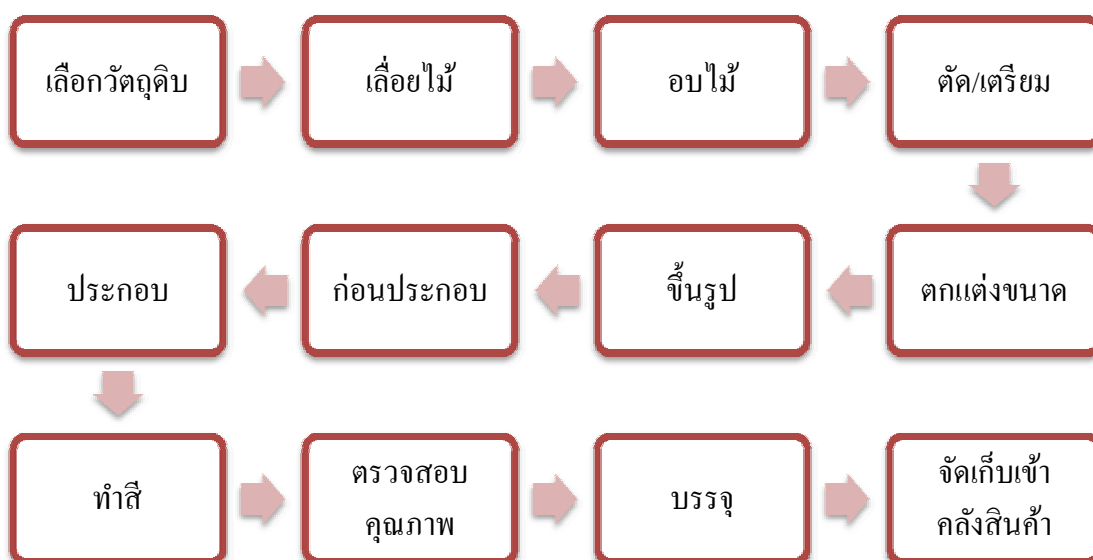 เลือกวัตถุดิบ
เลื่อยไม้
อบไม้
ตัด/เตรียม
ตกแต่งขนาด
ขึ้นรูป
ก่อนประกอบ
ประกอบ
ทำสี
ตรวจสอบ
คุณภาพ
บรรจุ
จัดเก็บเข้า
คลังสินค้า